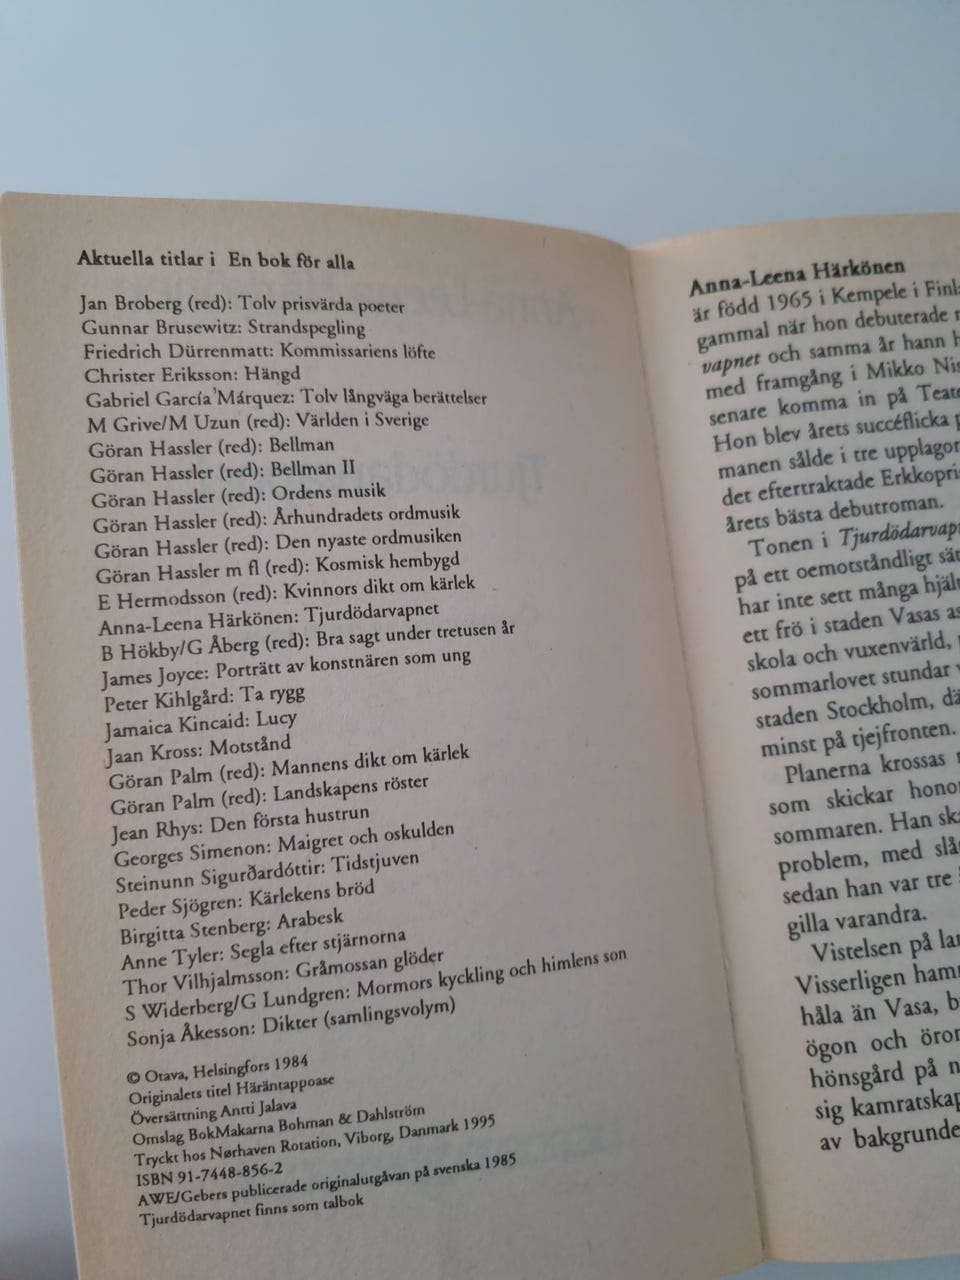 Aktuella titlar i En bok för alla
Jan Broberg (red): Tolv prisvärda poeter
Gunnar Brusewitz: Strandspegling
Friedrich Dürrenmatt: Kommissariens löfte
Christer Eriksson: Hängd
Gabriel García Márquez: Tolv långväga berättelser
M Grive/M Uzun (red): Världen i Sverige
Göran Hassler (red): Bellman
Göran Hassler (red): Bellman II
Göran Hassler (red): Ordens musik
Göran Hassler (red): Århundradets ordmusik
Göran Hassler (red): Den nyaste ordmusiken
Göran Hassler m fl (red): Kosmisk hembygd
E Hermodsson (red): Kvinnors dikt om kärlek
Anna-Leena Härkönen: Tjurdödarvapnet
B Hökby/G Åberg (red): Bra sagt under tretusen år
James Joyce: Porträtt av konstnären som ung
Peter Kihlgård: Ta rygg
Jamaica Kincaid: Lucy
Jaan Kross: Motstånd
Göran Palm (red): Mannens dikt om kärlek
Göran Palm (red): Landskapens röster
Jean Rhys: Den första hustrun
Georges Simenon: Maigret och oskulden
Steinunn Sigurðardóttir: Tidstjuven
Peder Sjögren: Kärlekens bröd
Birgitta Stenberg: Arabesk
Anne Tyler: Segla efter stjärnorna
Thor Vilhjalmsson: Gråmossan glöder
S Widerberg/G Lundgren: Mormors kyckling och himlens son
Sonja Åkesson: Dikter (samlingsvolym)
© Otava, Helsingfors 1984
Originalets titel Häräntappoase
Översättning Antti Jalava
Omslag BokMakarna Bohman & Dahlström
Tryckt hos Nørhaven Rotation, Viborg, Danmark 1995
ISBN 91-7448-856-2
AWE/Gebers publicerade originalutgåvan på svenska 1985
Tjurdödarvapnet finns som talbok
Anna-Leena Härkönen
är född 1965 i Kempele i
gammal när hon debuterade
vapnet och samma år hann
med framgång i Mikko
senare komma in på
Hon blev årets succéflicka
manen sålde i tre upplagor
det eftertraktade
årets bästa debutroman.
Tonen i
på ett oemotståndligt
har inte sett många
ett frö i staden Vasas
skola och vuxenvärld,
sommarlovet stundar
staden Stockholm,
minst på tjejfronten.
Planerna krossas
som skickar
sommaren. Han
problem, med
sedan han var tre
gilla varandra.
Vistelsen på
Visserligen
håla än Vasa,
ögon och
hönsgård på
sig
av